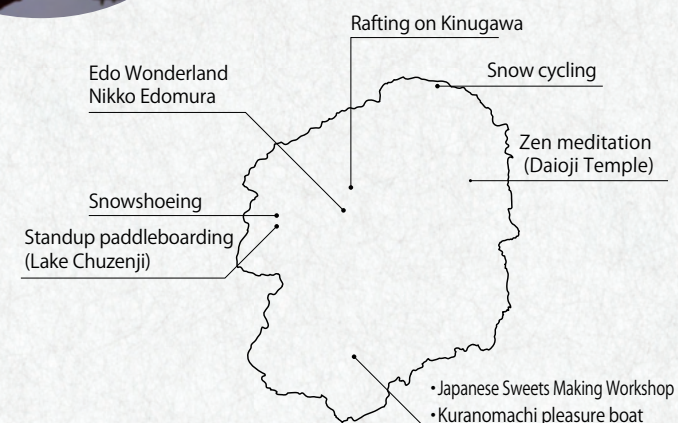 Rafting on Kinugawa
Edo Wonderland
Nikko Edomura
Snow cycling
Zen meditation
(Daioji Temple)
Snowshoeing
Standup paddleboarding
(Lake Chuzenji)
・Japanese Sweets Making Workshop
・Kuranomachi pleasure boat